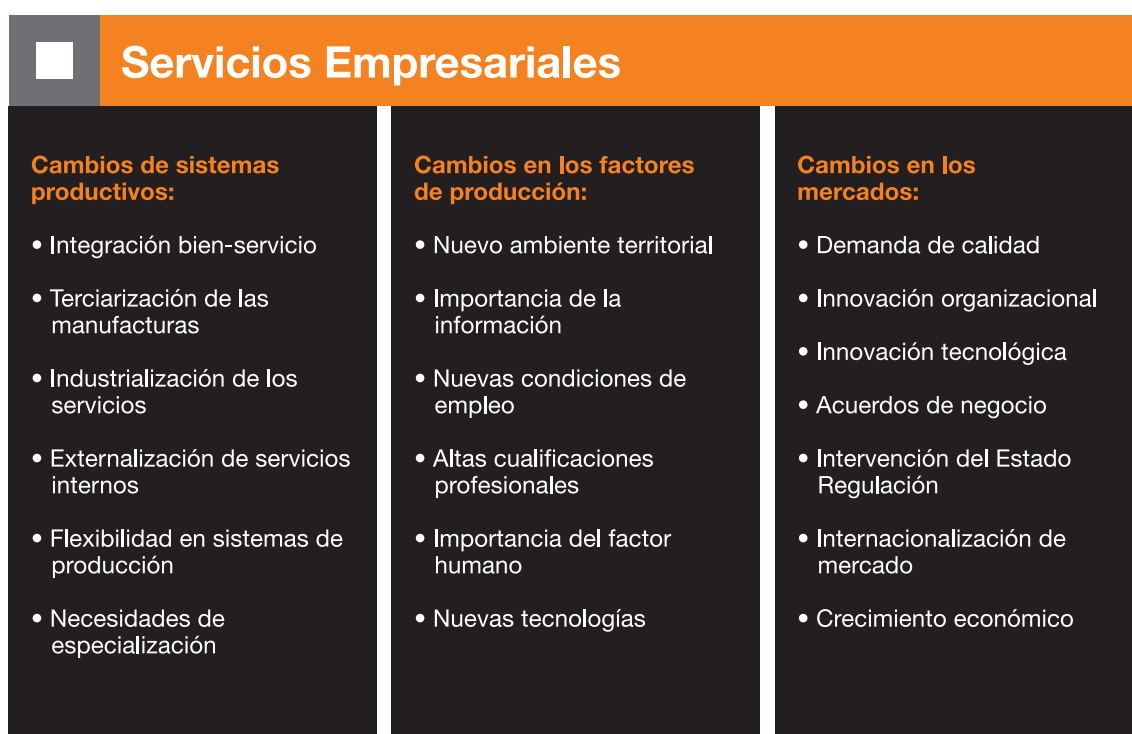 Servicios Empresariales
Cambios de sistemas
productivos:
• Integración bien-servicio
• Terciarización de las
manufacturas
• Industrialización de los
servicios
• Externalización de servicios
internos
• Flexibilidad en sistemas de
producción
• Necesidades de
especialización
Cambios en los factores
de producción:
• Nuevo ambiente territorial
• Importancia de la
información
• Nuevas condiciones de
empleo
• Altas cualificaciones
profesionales
• Importancia del factor
humano
• Nuevas tecnologías
Cambios en los
mercados:
• Demanda de calidad
• Innovación organizacional
• Innovación tecnológica
• Acuerdos de negocio
• Intervención del Estado
Regulación
• Internacionalización de
mercado
• Crecimiento económico